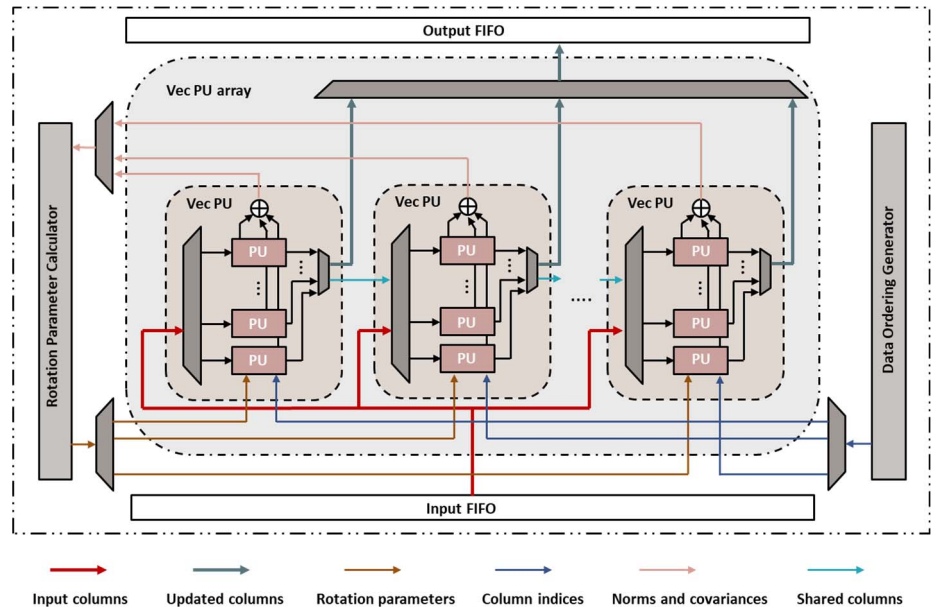 Output FIFO
Vec PU array
Rotation Parameter Calculator
Data Ordering Generator
Vec PU
PU
⋮
⋮
PU
PU
Vec PU
PU
⋮
⋮
PU
PU
....
Vec PU
PU
⋮
⋮
PU
PU
Input FIFO
Input columns
Updated columns
Rotation parameters
Column indices
Norms and covariances
Shared columns